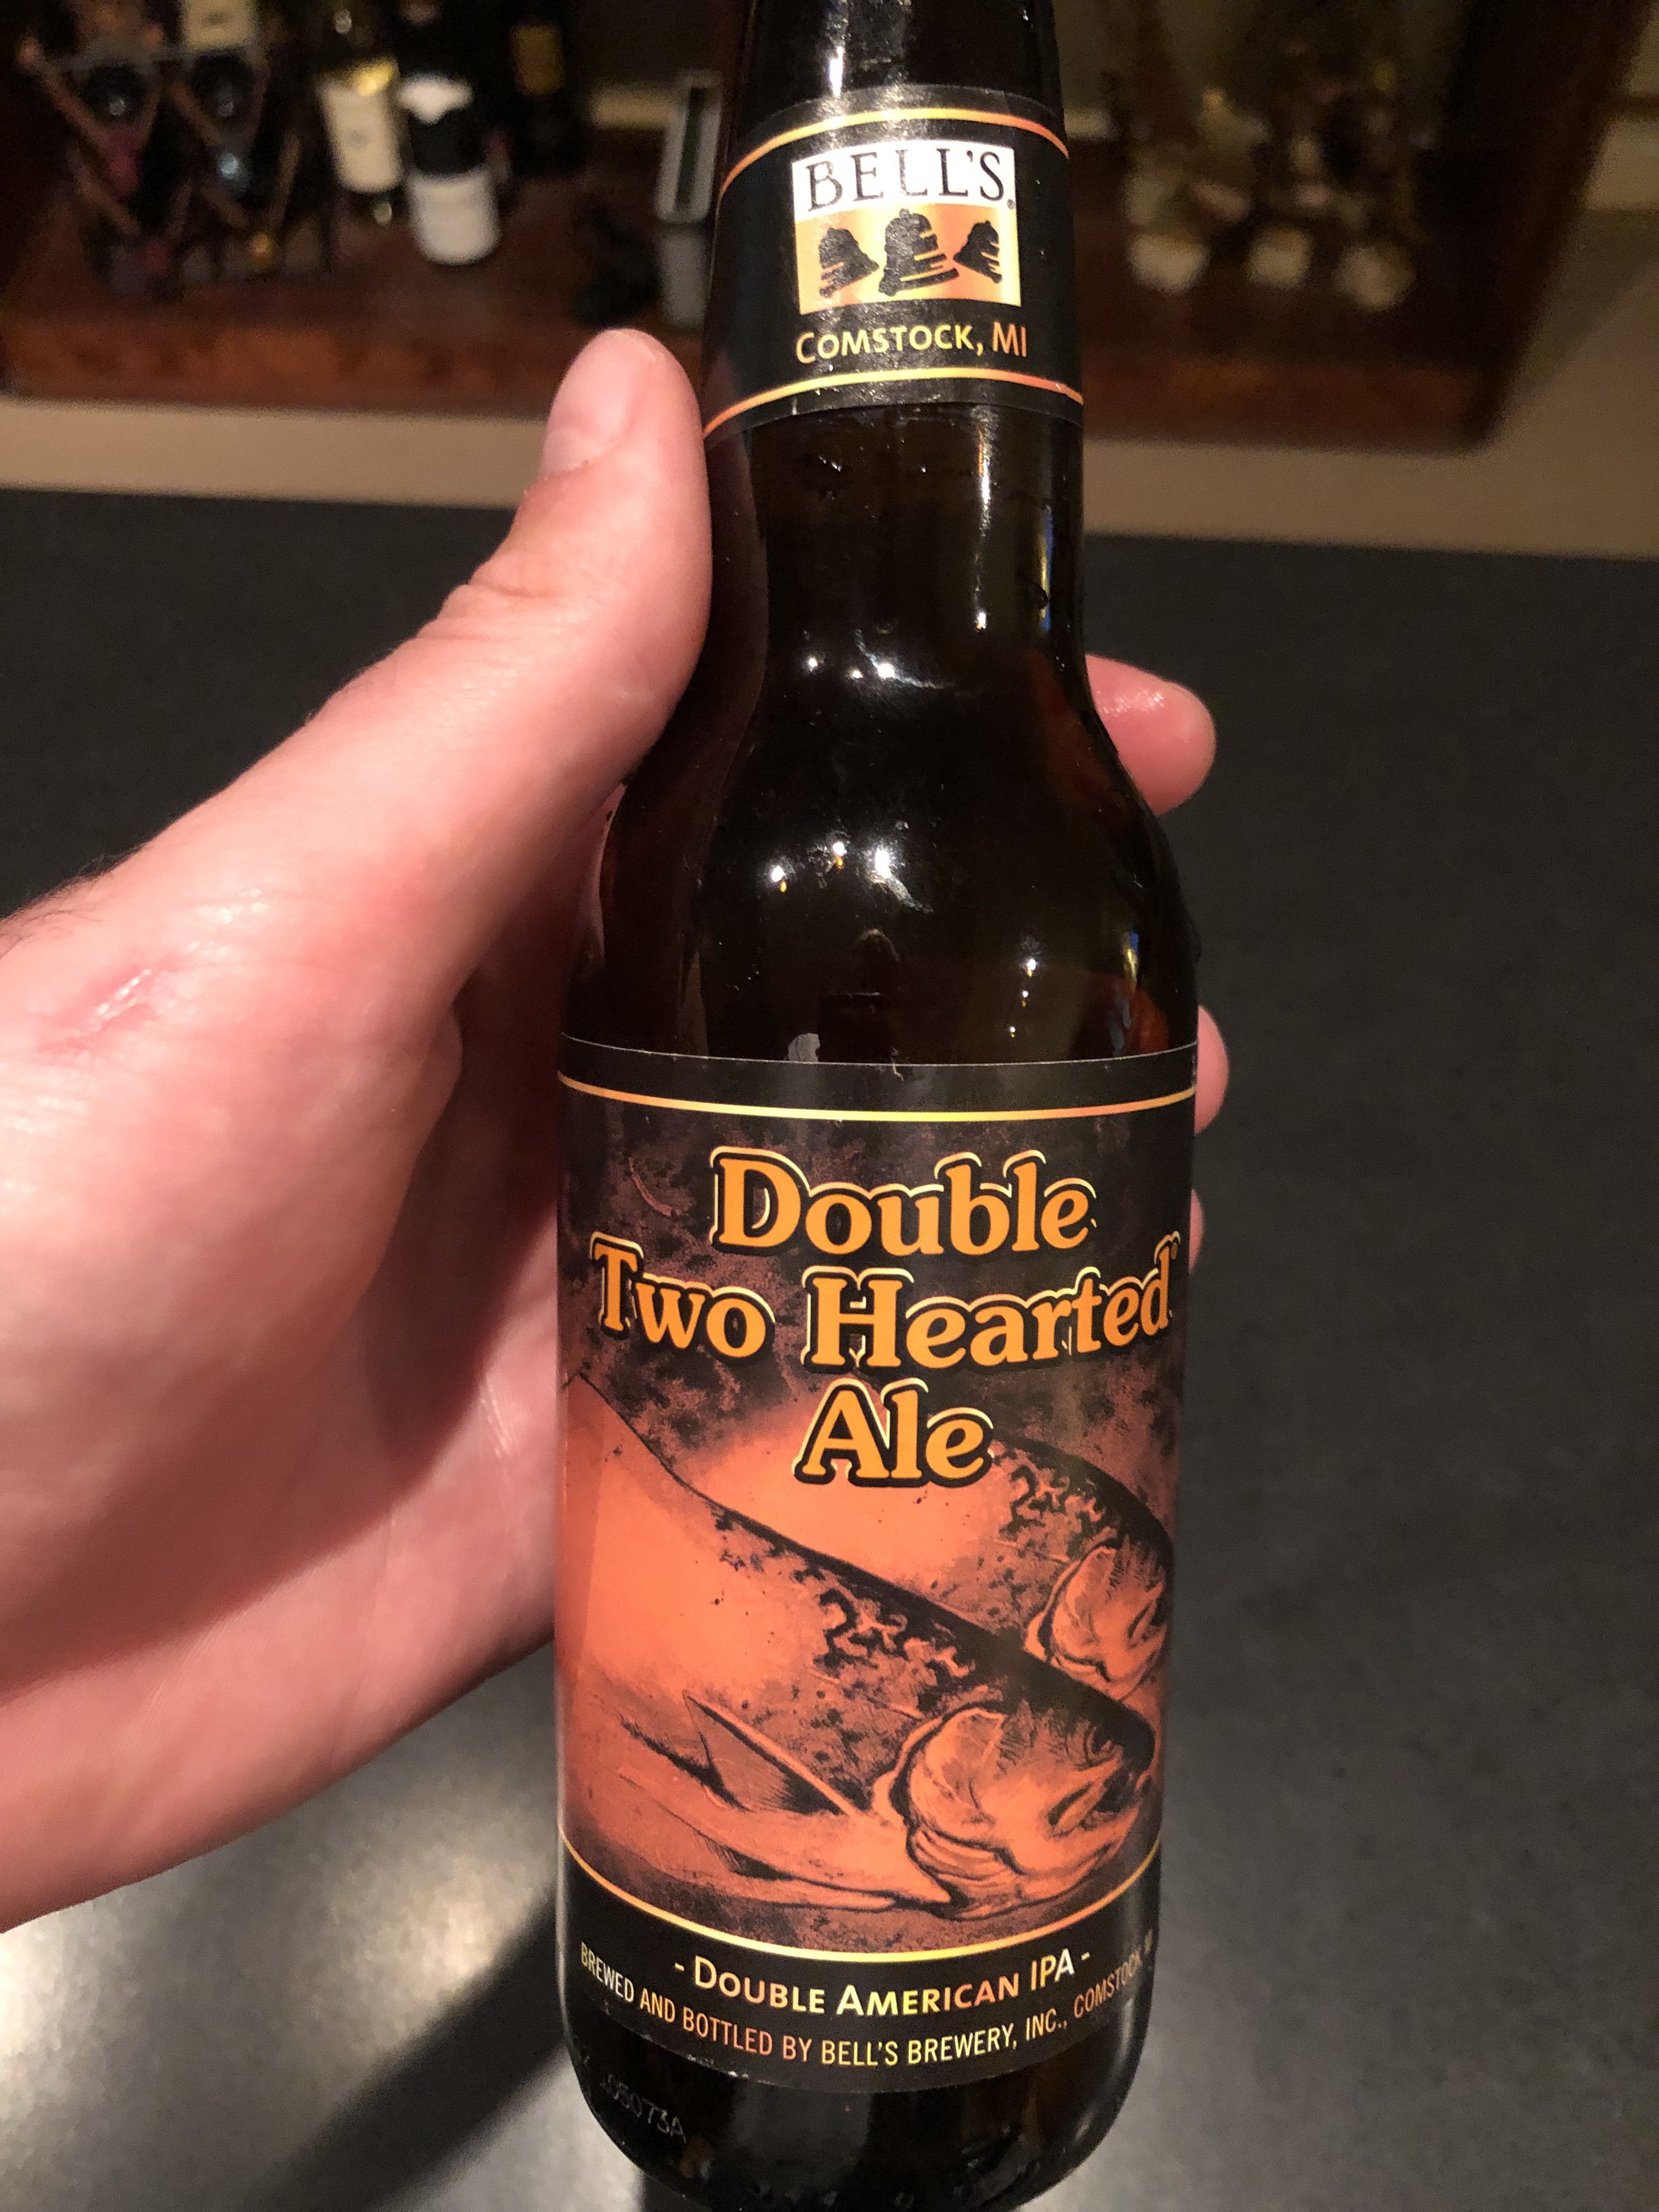 BELL'S®
COMSTOCK, MI
Double
Two Hearted®
Ale
- DOUBLE AMERICAN IPA -
BREWED AND BOTTLED BY BELL'S BREWERY, INC., COMSTOCK,